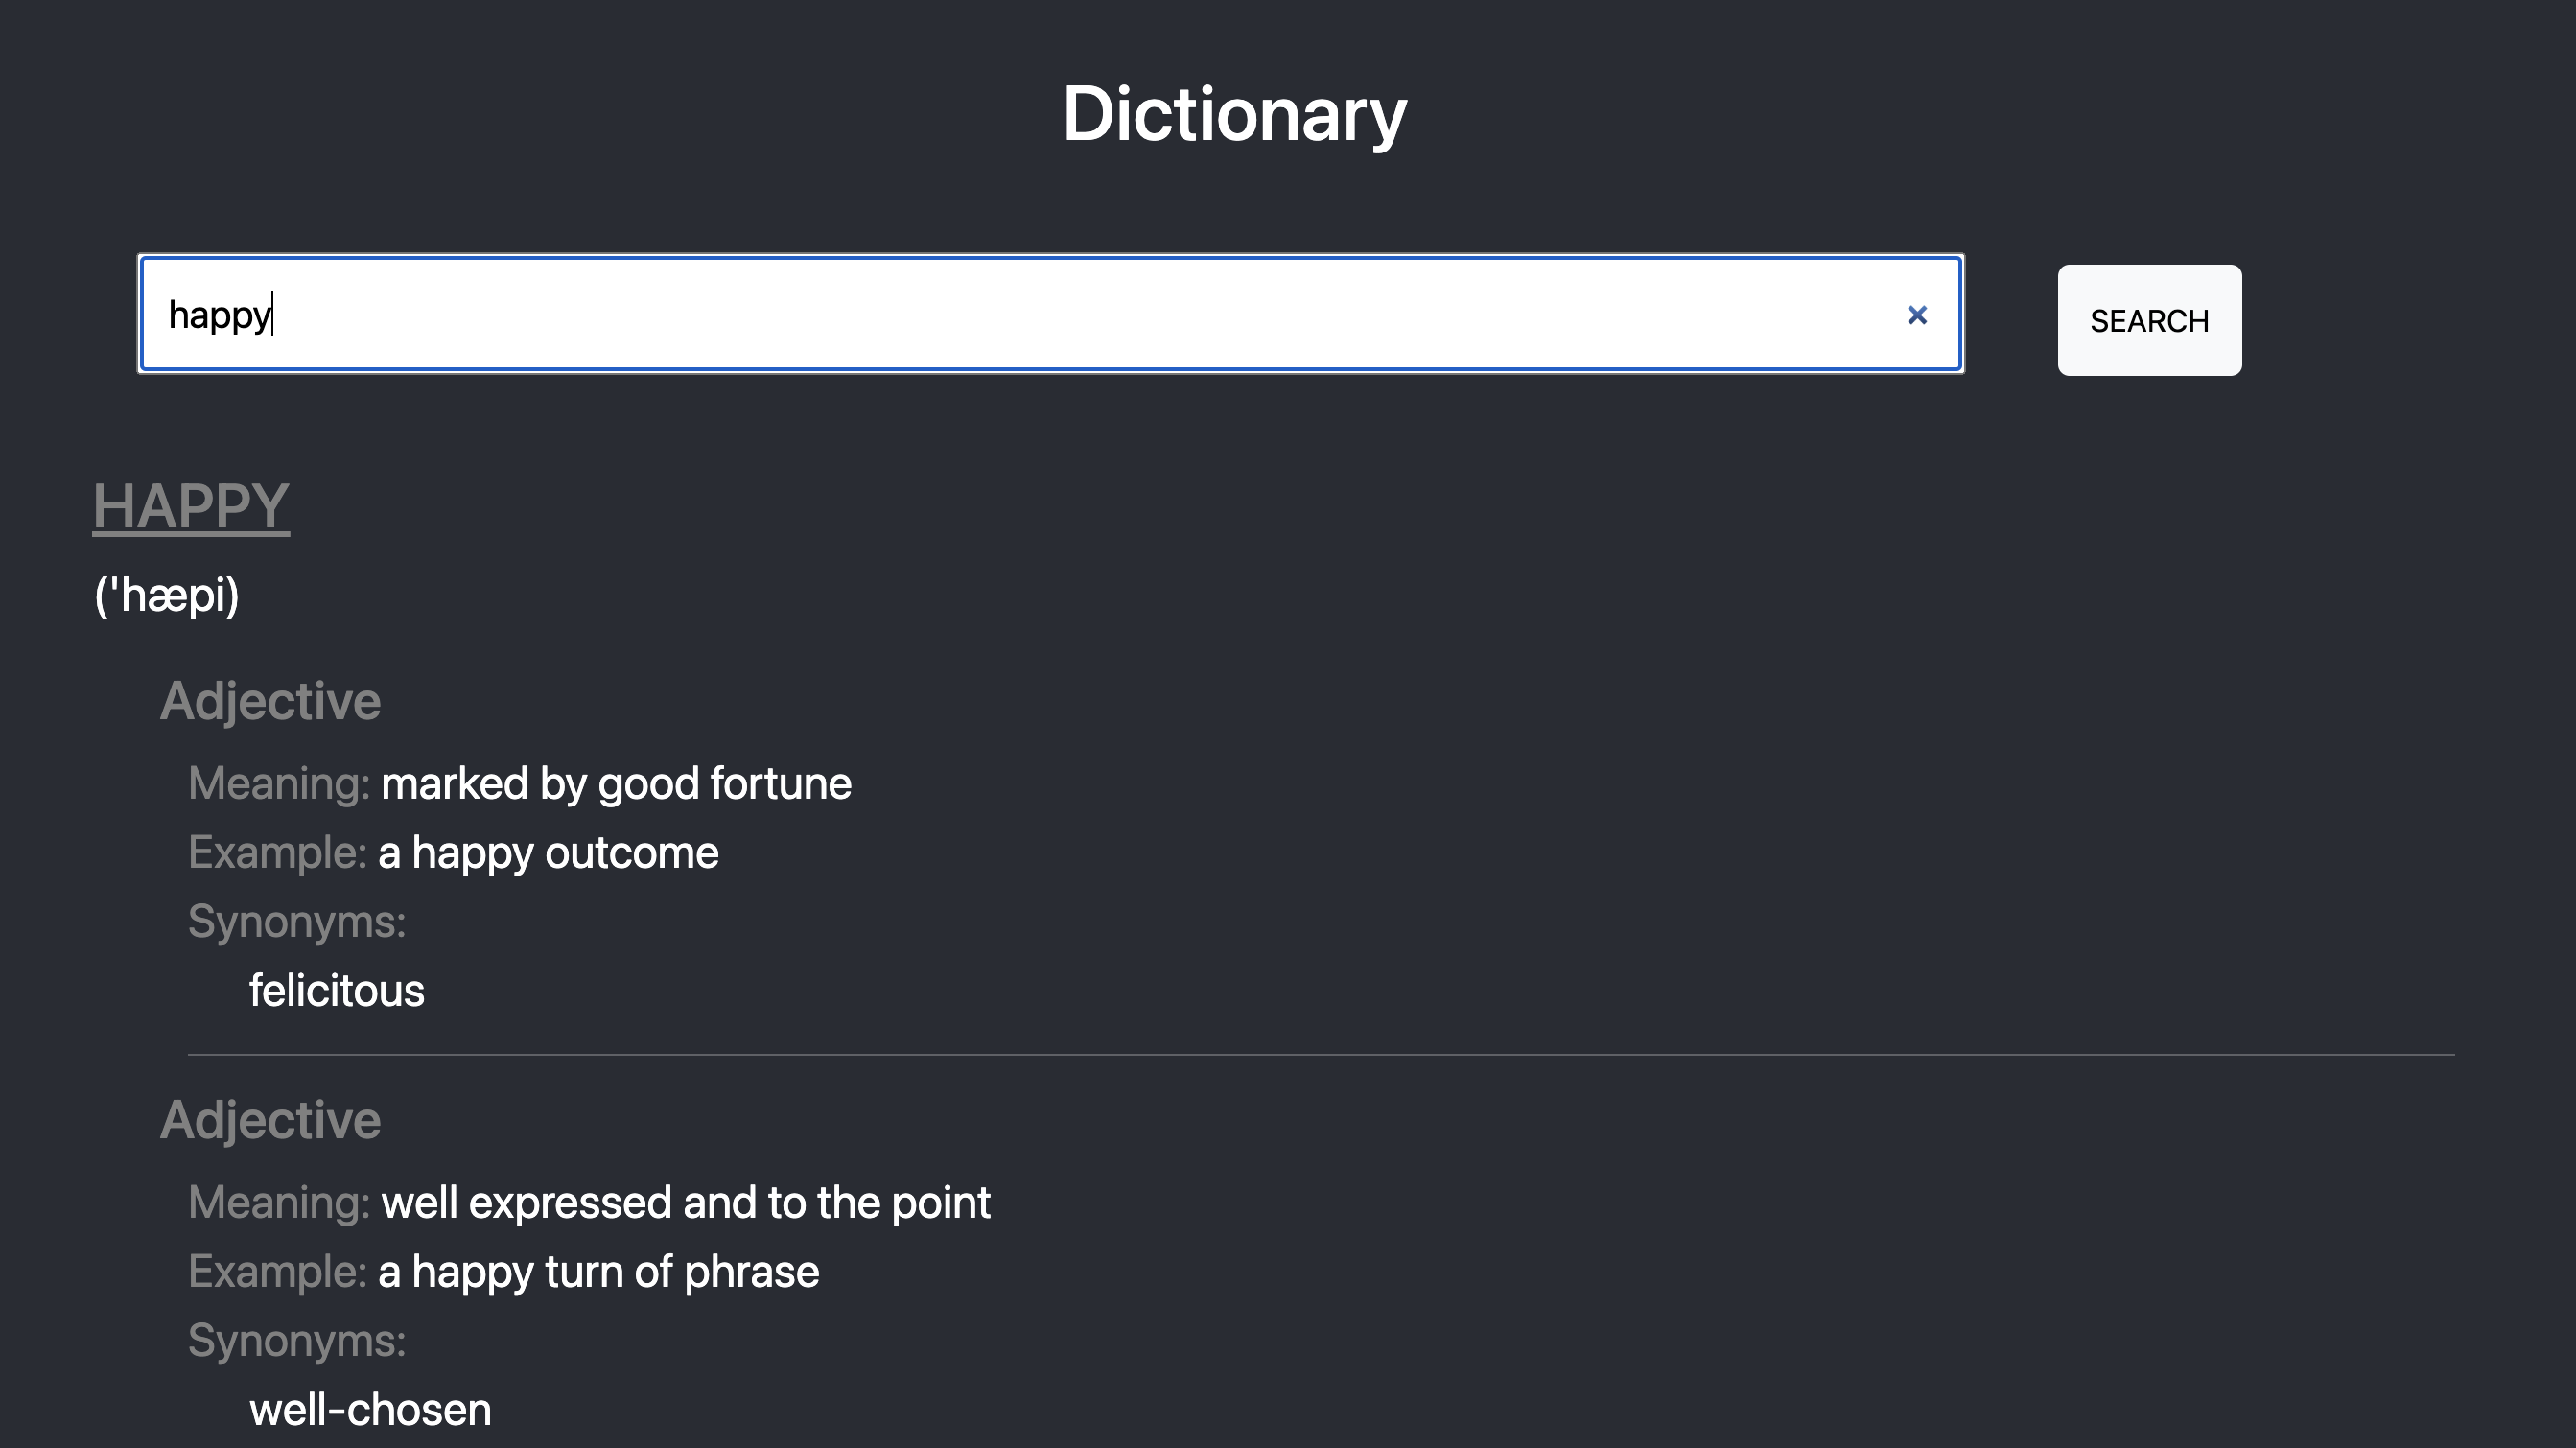 Dictionary
happy
×
SEARCH
HAPPY
('hæpi)
Adjective
Meaning: marked by good fortune
Example: a happy outcome
Synonyms:
felicitous
Adjective
Meaning: well expressed and to the point
Example: a happy turn of phrase
Synonyms:
well-chosen